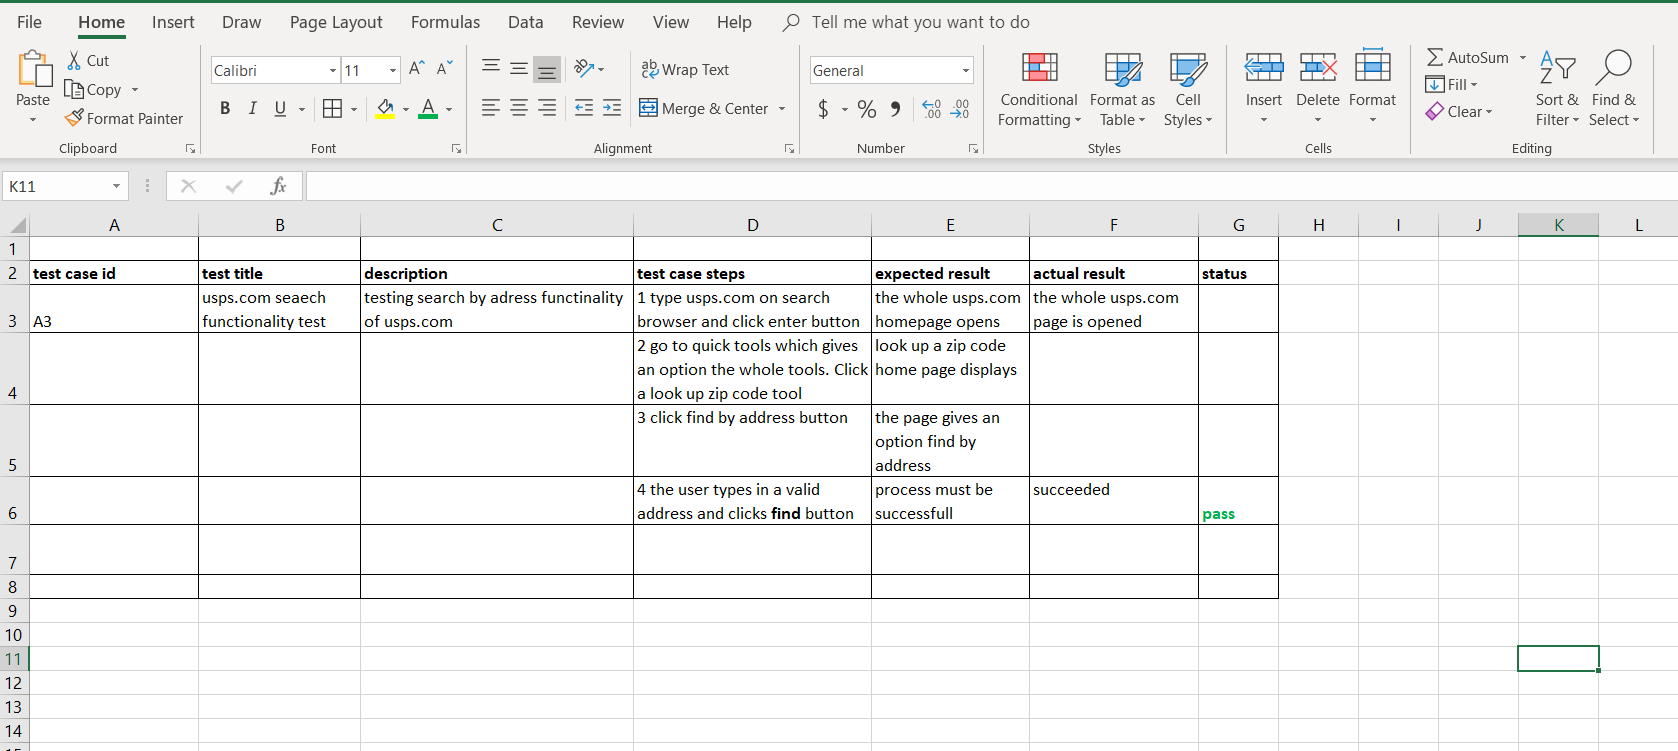 File Home Insert Draw Page Layout Formulas Data Review View Help Tell me what you want to do
Paste
Cut
Copy
Format Painter
Clipboard
Calibri 11 A A
B I U A
Font
ab Wrap Text
Merge & Center
Alignment
General
$ % , .00 .00
Number
Conditional Formatting
Format as Table
Cell Styles
Styles
Insert Delete Format
Cells
AutoSum
Fill
Clear
Sort & Filter
Find & Select
Editing
K11 fx
A B C D E F G H I J K L
1
2 test case id test title description test case steps expected result actual result status
3 A3
usps.com seaech
functionality test
testing search by adress functinality
of usps.com
1 type usps.com on search
browser and click enter button
the whole usps.com
homepage opens
the whole usps.com
page is opened
4
2 go to quick tools which gives
an option the whole tools. Click
a look up zip code tool
look up a zip code
home page displays
5
3 click find by address button
the page gives an
option find by
address
6
4 the user types in a valid
address and clicks find button
process must be
successfull
succeeded
pass
7
8
9
10
11
12
13
14